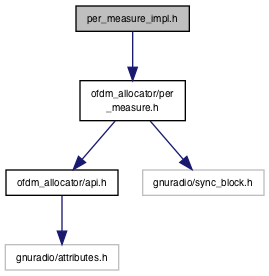 per_measure_impl.h
ofdm_allocator/per
_measure.h
ofdm_allocator/api.h
gnuradio/sync_block.h
gnuradio/attributes.h